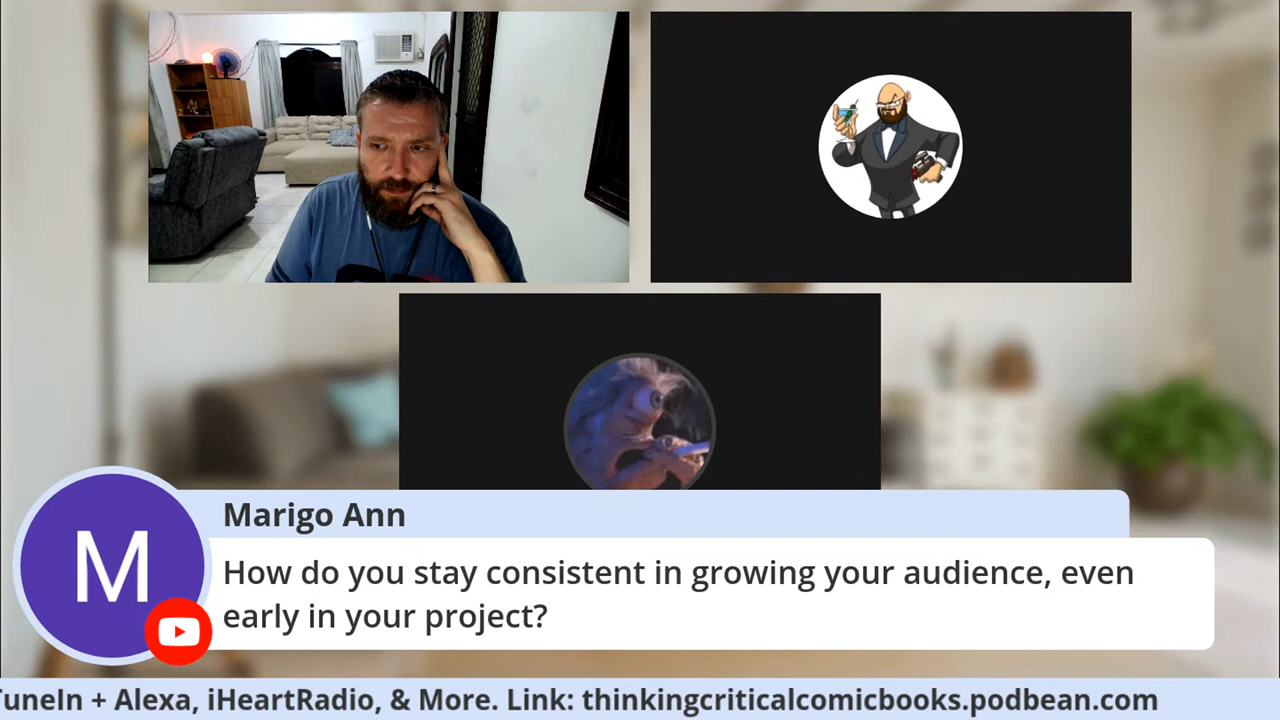 Marigo Ann
M
How do you stay consistent in growing your audience, even
early in your project?
TuneIn + Alexa, iHeartRadio, & More. Link: thinkingcriticalcomicbooks.podbean.com